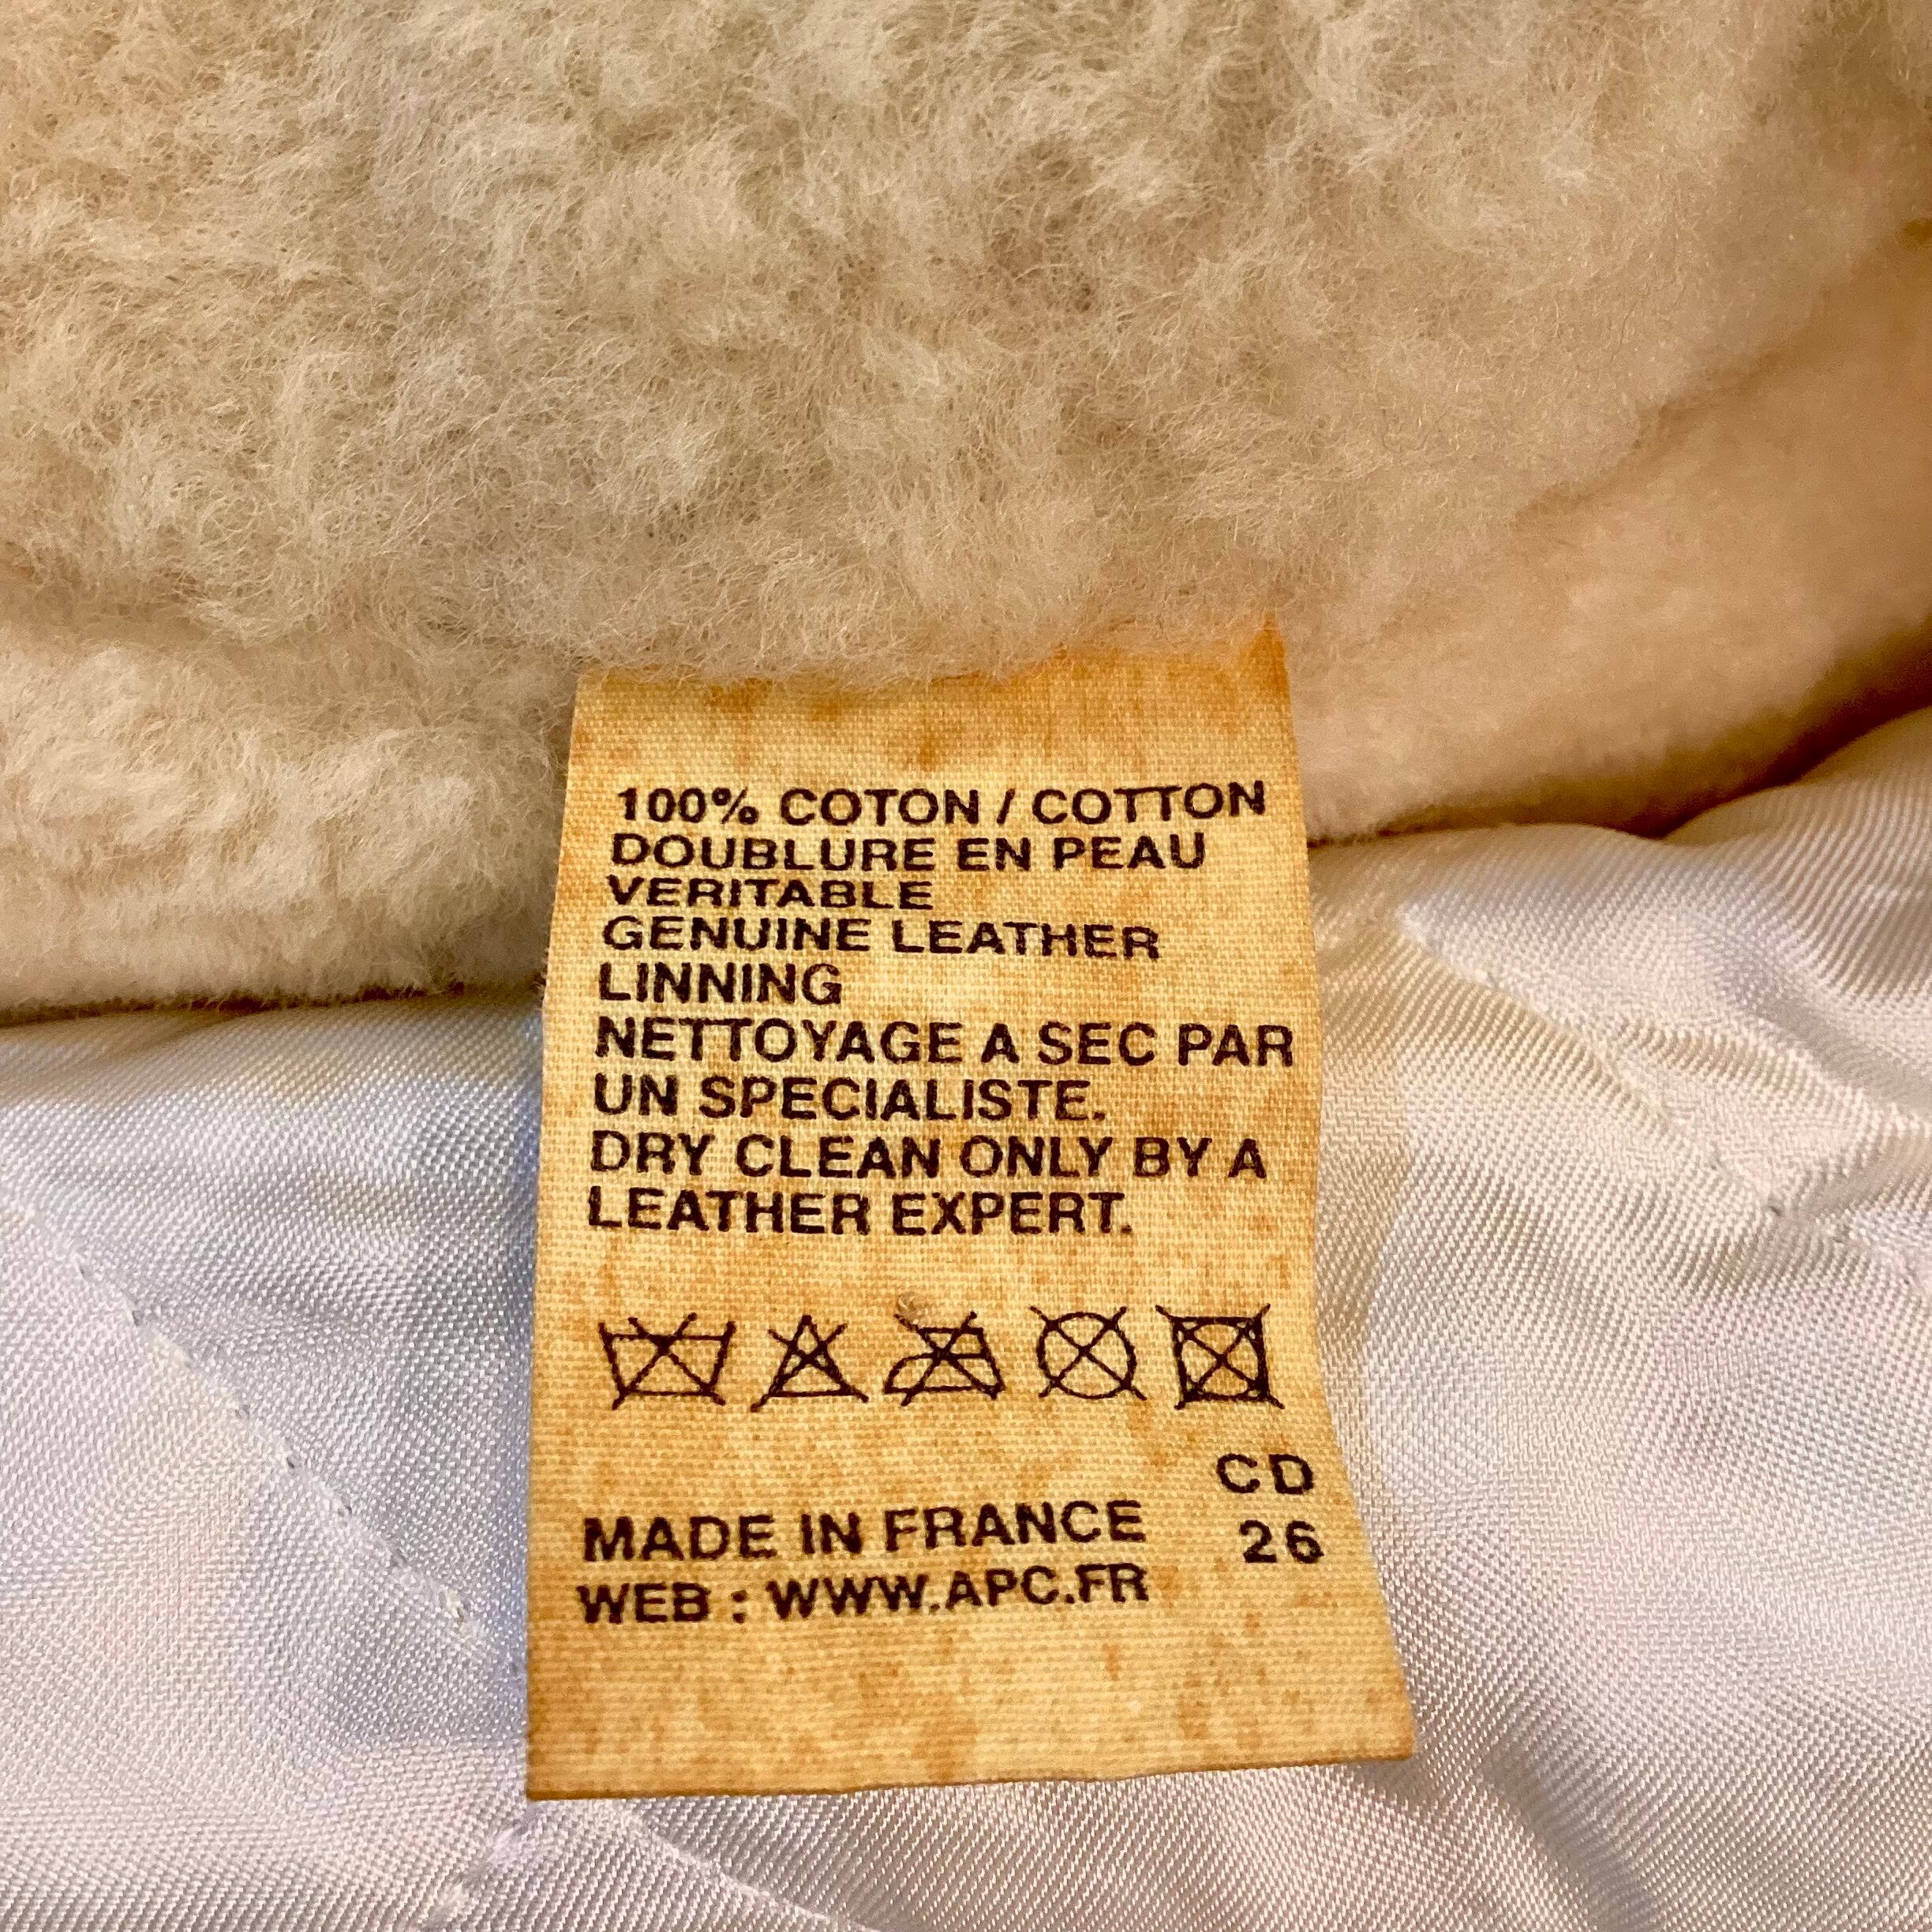 100% COTON / COTTON
DOUBLURE EN PEAU
VERITABLE
GENUINE LEATHER
LINNING
NETTOYAGE A SEC PAR
UN SPECIALISTE.
DRY CLEAN ONLY BY A
LEATHER EXPERT.
CD
MADE IN FRANCE 26
WEB : WWW.APC.FR